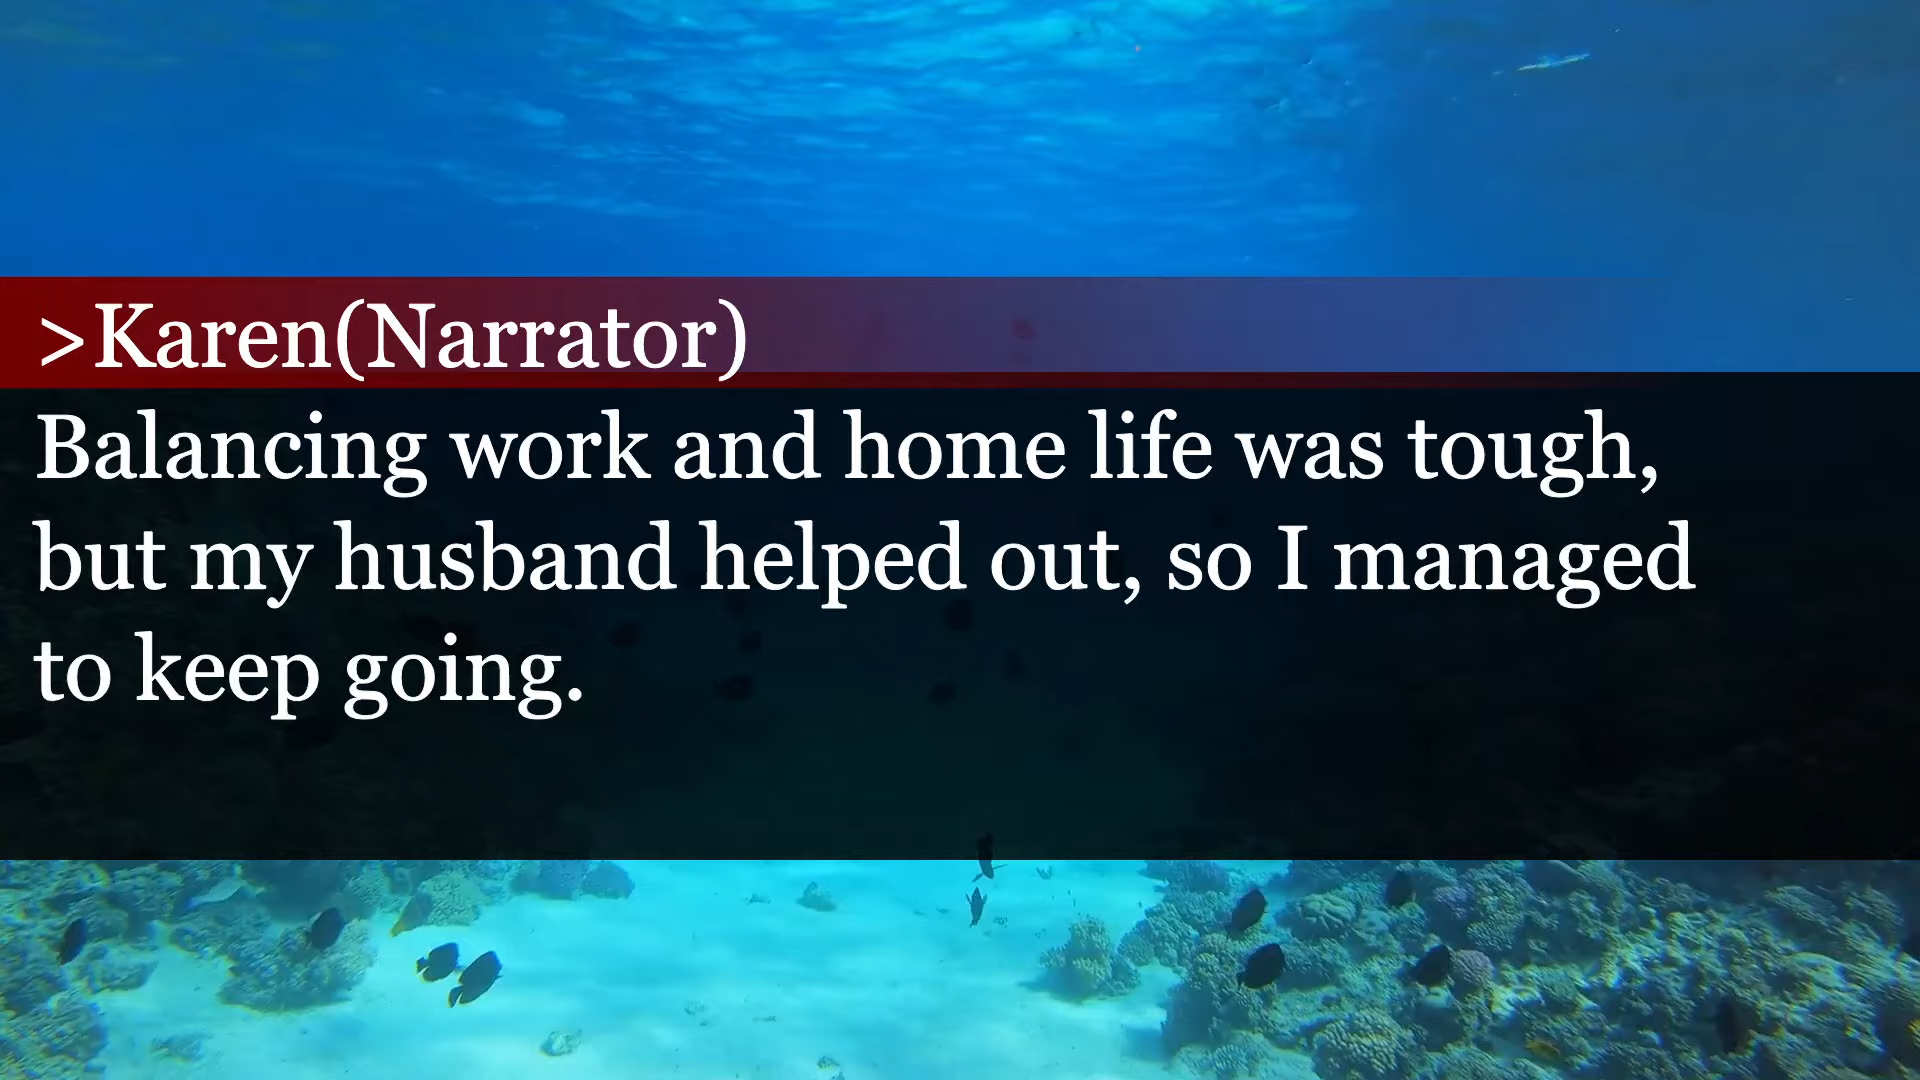 >Karen(Narrator)
Balancing work and home life was tough,
but my husband helped out, so I managed
to keep going.